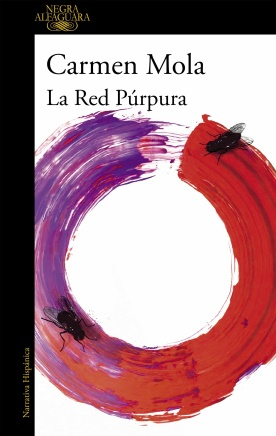 NEGRA
ALFAGUARA
Carmen Mola
La Red Púrpura
Narrativa Hispánica